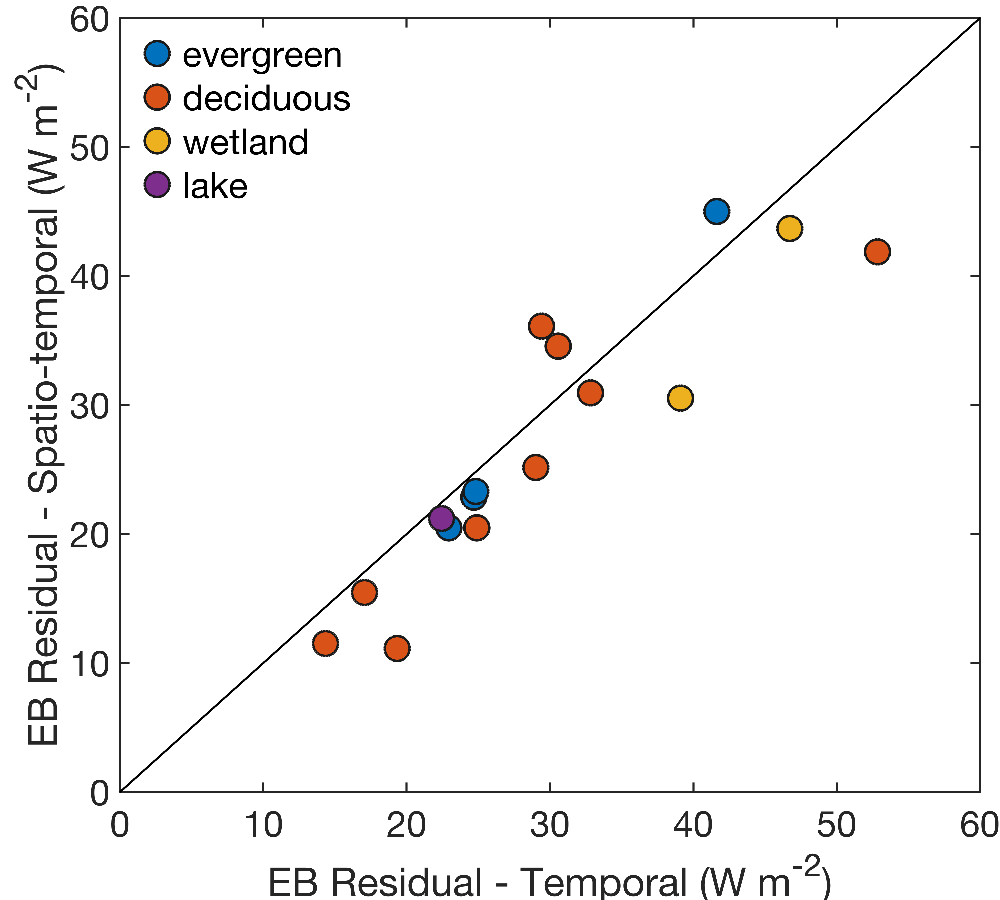 60
50
40
30
20
10
0
EB Residual - Spatio-temporal (W m-2)
evergreen
deciduous
wetland
lake
0 10 20 30 40 50 60
EB Residual - Temporal (W m-2)